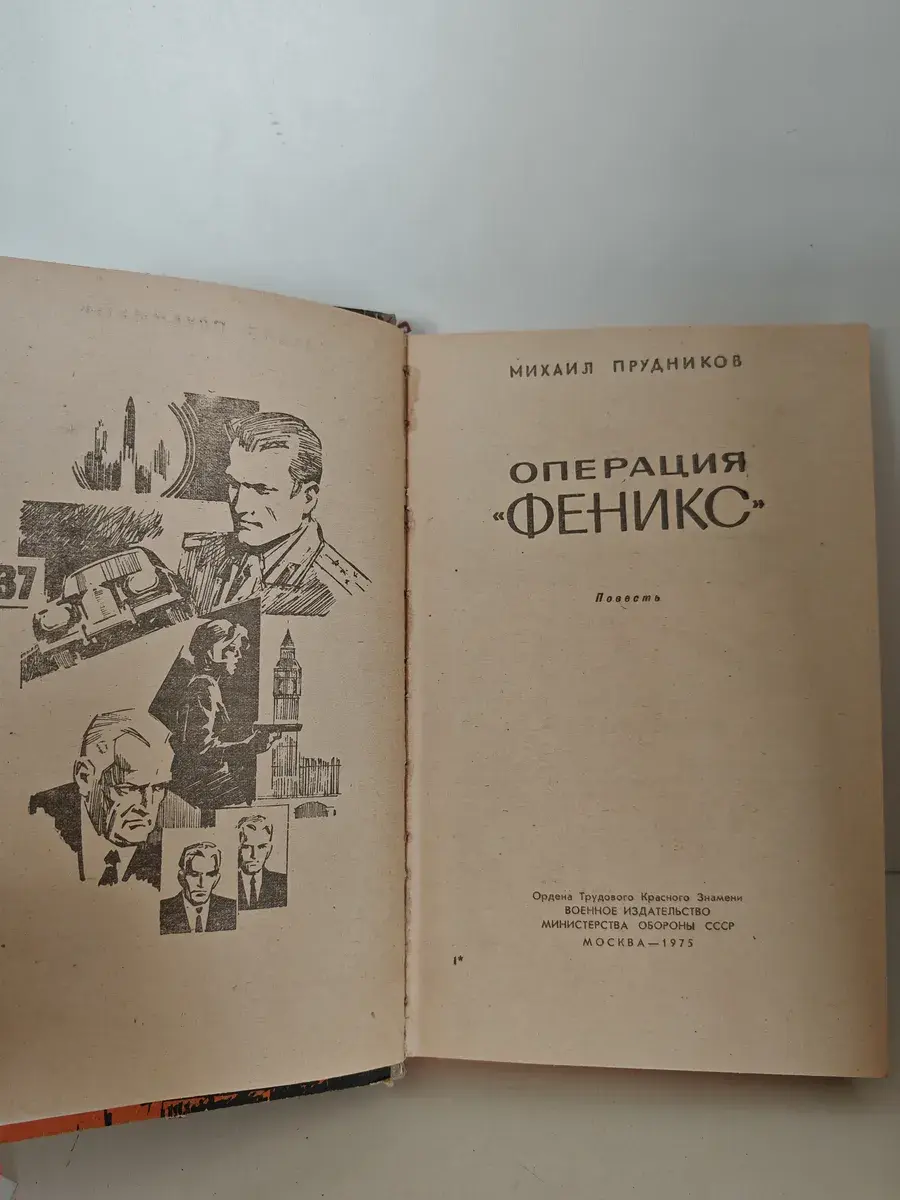 37
МИХАИЛ ПРУДНИКОВ
ОПЕРАЦИЯ
«ФЕНИКС»
Повесть
Ордена Трудового Красного Знамени
ВОЕННОЕ ИЗДАТЕЛЬСТВО
МИНИСТЕРСТВА ОБОРОНЫ СССР
МОСКВА—1975
1*